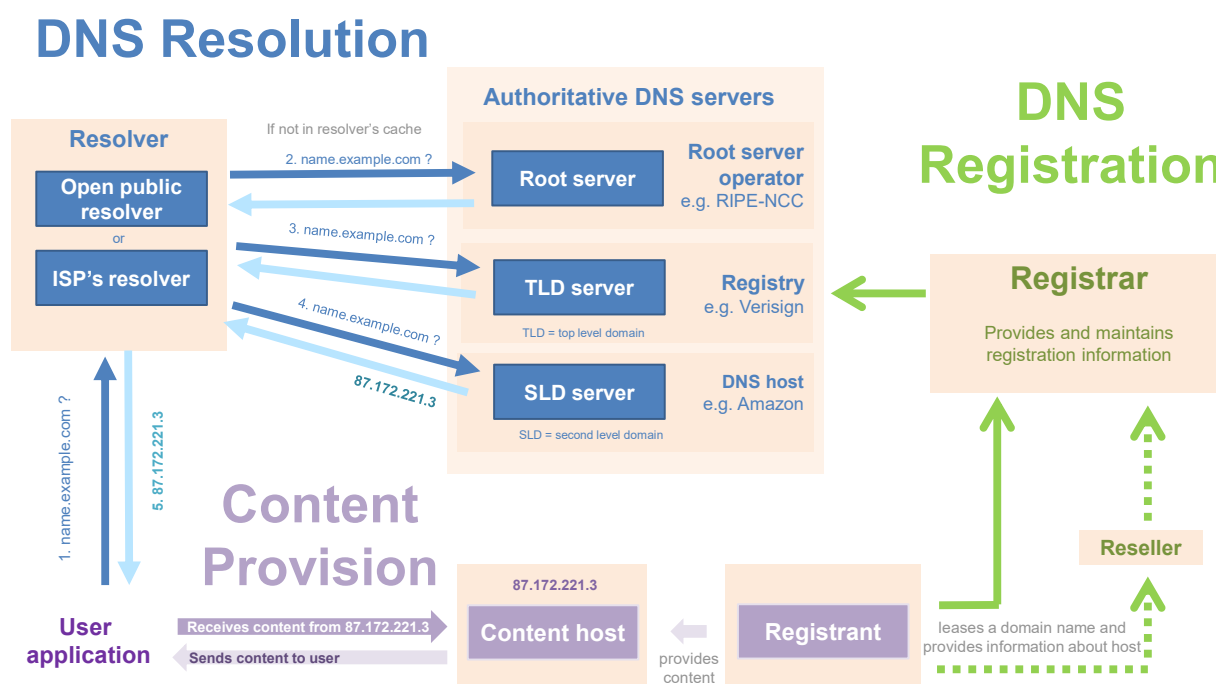 DNS Resolution
Authoritative DNS servers
DNS
Registration
Resolver
If not in resolver's cache
2. name.example.com ?
Open public
resolver
or
ISP's resolver
Root server
Root server
operator
e.g. RIPE-NCC
3. name.example.com ?
TLD server
Registry
e.g. Verisign
TLD = top level domain
4. name.example.com ?
87.172.221.3
SLD server
DNS host
e.g. Amazon
SLD = second level domain
Registrar
Provides and maintains
registration information
1. name.example.com ?
5. 87.172.221.3
Content
Provision
Reseller
User
application
Receives content from 87.172.221.3
Sends content to user
87.172.221.3
Content host
provides
content
Registrant
leases a domain name and
provides information about host